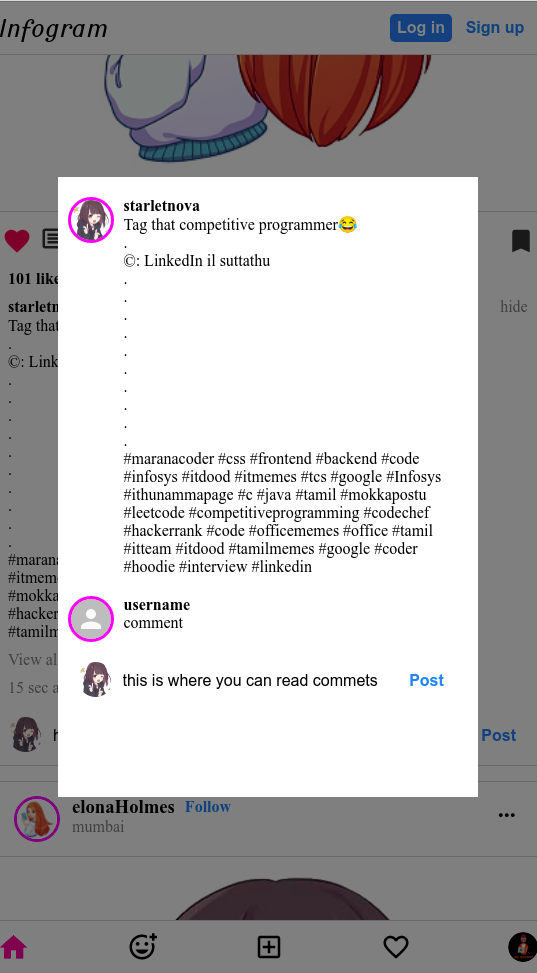 Infogram
Log in
Sign up
starletnova
Tag that competitive programmer😂
.
©: LinkedIn il suttathu
.
.
.
.
.
.
.
.
.
.
#maranacoder #css #frontend #backend #code
#infosys #itdood #itmemes #tcs #google #Infosys
#ithunammapage #c #java #tamil #mokkapostu
#leetcode #competitiveprogramming #codechef
#hackerrank #code #officememes #office #tamil
#itteam #itdood #tamilmemes #google #coder
#hoodie #interview #linkedin
username
comment
this is where you can read commets
Post
101 like
starletn
hide
Tag that
.
©: Link
.
.
.
.
.
.
.
.
.
.
#marana
#itmem
#mokka
#hacker
#tamilm
View al
15 sec a
Post
elonaHolmes Follow
mumbai